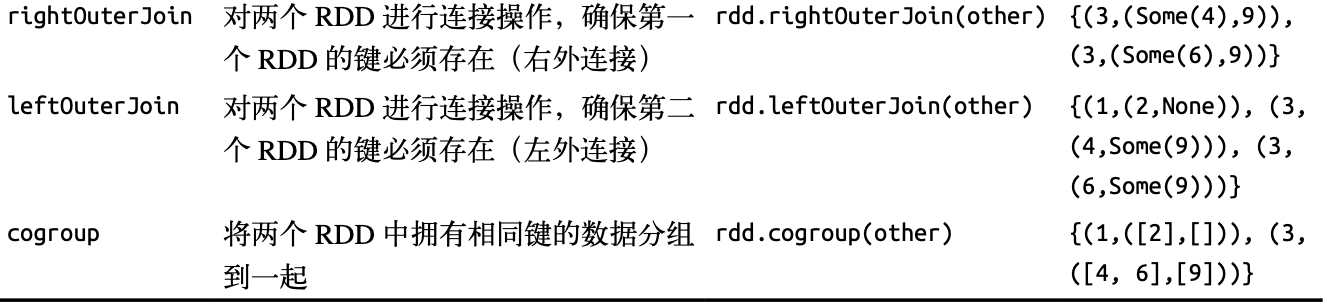 rightOuterJoin 对两个 RDD 进行连接操作，确保第一 rdd.rightOuterJoin(other) {(3,(Some(4),9)),
个 RDD 的键必须存在（右外连接） (3,(Some(6),9))}
leftOuterJoin 对两个 RDD 进行连接操作，确保第二 rdd.leftOuterJoin(other) {(1,(2,None)), (3,
个 RDD 的键必须存在（左外连接） (4,Some(9))), (3,
(6,Some(9)))}
cogroup 将两个 RDD 中拥有相同键的数据分组 rdd.cogroup(other) {(1,([2],[])), (3,
到一起 ([4, 6],[9]))}